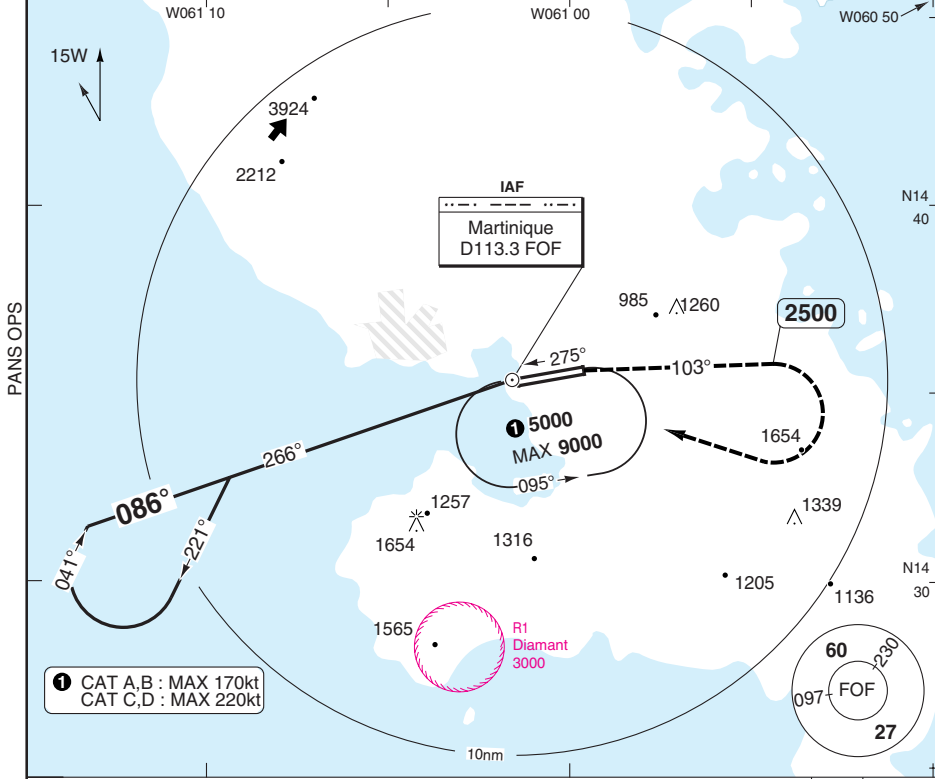 W061 10
W061 00
W060 50
15W
3924
2212
IAF
Martinique
D113.3 FOF
N14
40
985
1260
2500
PANS OPS
275°
103°
❶ 5000
MAX 9000
095°
1654
266°
086°
221°
041°
1257
1654
1316
1339
1205
1136
N14
30
1565
R1
Diamant
3000
❶ CAT A,B : MAX 170kt
CAT C,D : MAX 220kt
10nm
60
230
097
FOF
27